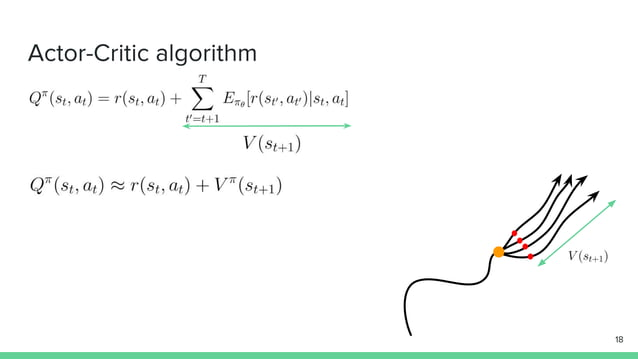 Actor-Critic algorithm
Q^π(s_t, a_t) = r(s_t, a_t) + \sum_{t'=t+1}^{T} E_{π_θ}[r(s_{t'}, a_{t'})|s_t, a_t]
V(s_{t+1})
Q^π(s_t, a_t) ≈ r(s_t, a_t) + V^π(s_{t+1})
V(s_{t+1})
18